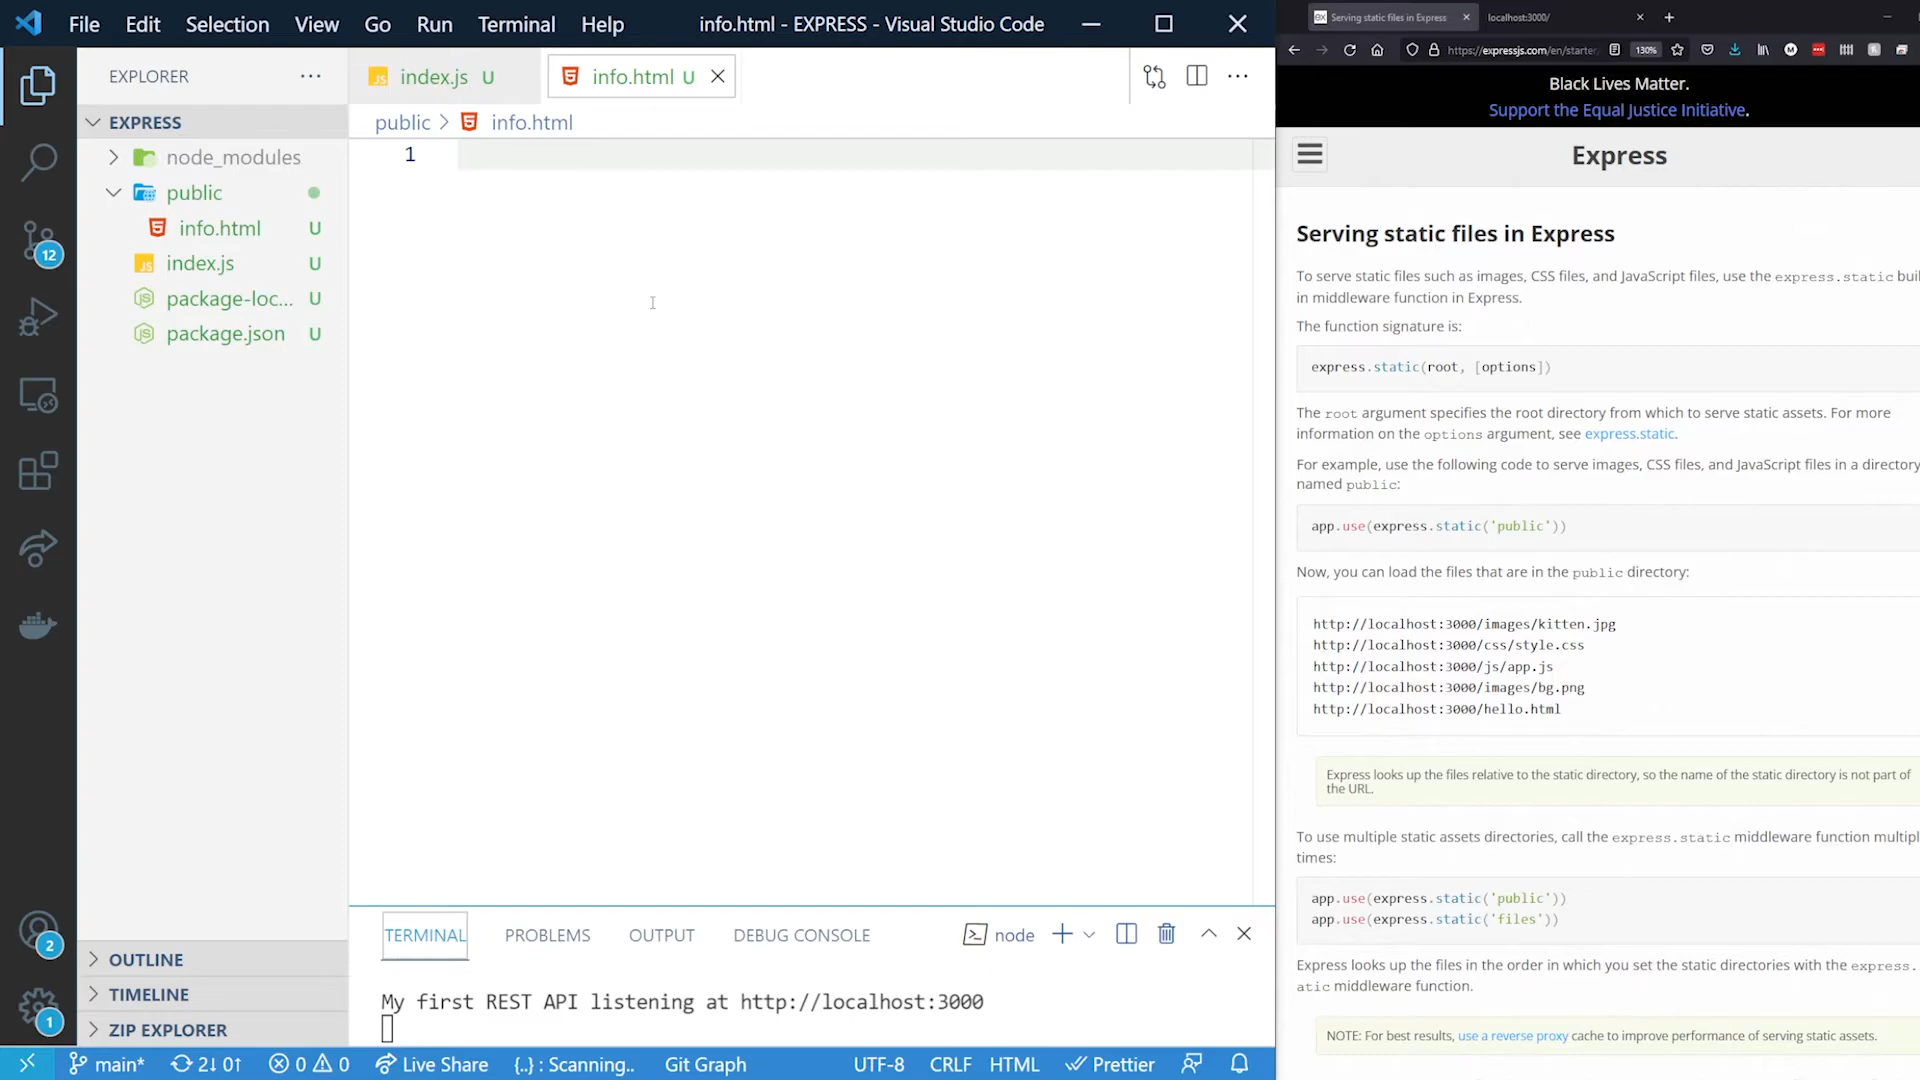 File Edit Selection View Go Run Terminal Help info.html - EXPRESS - Visual Studio Code
EXPLORER
EXPRESS
node_modules
public
info.html U
index.js U
package-loc... U
package.json U
12
2
1
OUTLINE
TIMELINE
ZIP EXPLORER
index.js U info.html U
public > info.html
1
TERMINAL PROBLEMS OUTPUT DEBUG CONSOLE node
My first REST API listening at http://localhost:3000
main* 2↓ 0↑ 0 0 Live Share {..} : Scanning.. Git Graph UTF-8 CRLF HTML Prettier
ex Serving static files in Express localhost:3000/
https://expressjs.com/en/starter 130%
Black Lives Matter.
Support the Equal Justice Initiative.
Express
Serving static files in Express
To serve static files such as images, CSS files, and JavaScript files, use the express.static buil
in middleware function in Express.
The function signature is:
express.static(root, [options])
The root argument specifies the root directory from which to serve static assets. For more
information on the options argument, see express.static.
For example, use the following code to serve images, CSS files, and JavaScript files in a directory
named public:
app.use(express.static('public'))
Now, you can load the files that are in the public directory:
http://localhost:3000/images/kitten.jpg
http://localhost:3000/css/style.css
http://localhost:3000/js/app.js
http://localhost:3000/images/bg.png
http://localhost:3000/hello.html
Express looks up the files relative to the static directory, so the name of the static directory is not part of
the URL.
To use multiple static assets directories, call the express.static middleware function multipl
times:
app.use(express.static('public'))
app.use(express.static('files'))
Express looks up the files in the order in which you set the static directories with the express.
atic middleware function.
NOTE: For best results, use a reverse proxy cache to improve performance of serving static assets.